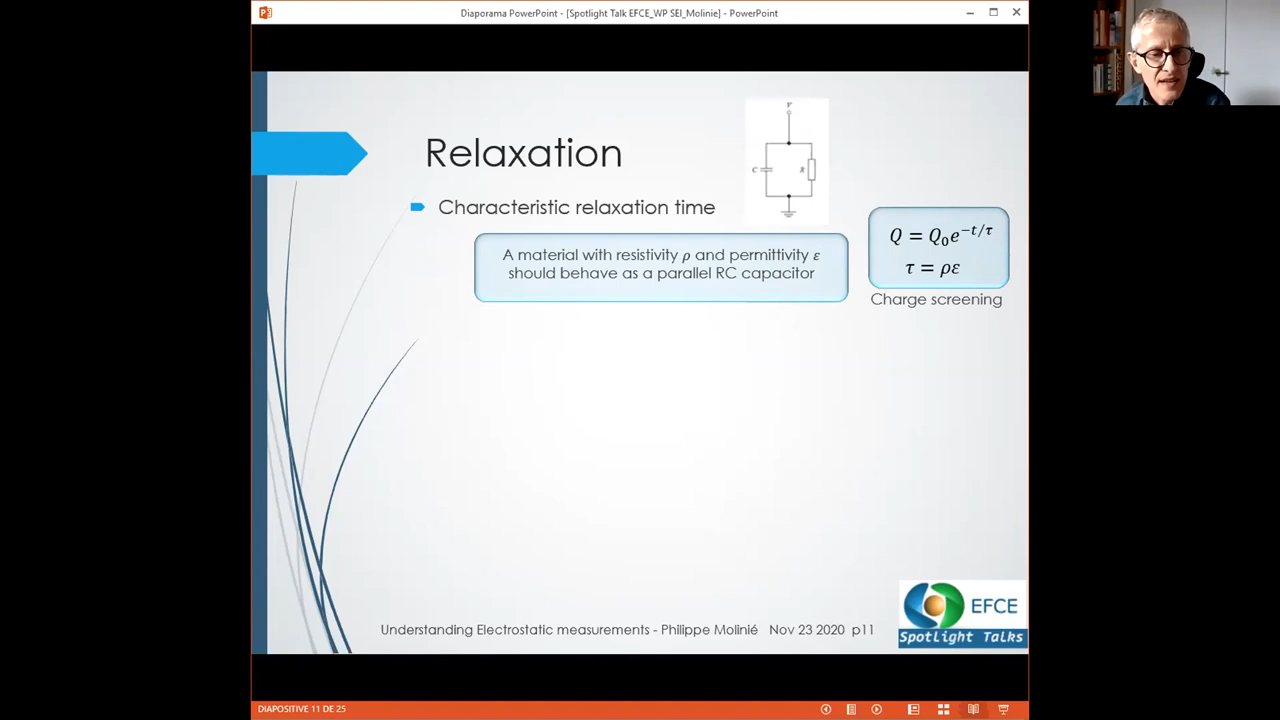 Diaporama PowerPoint - [Spotlight Talk EFCE_WP SEI_Molinie] - PowerPoint
V
Relaxation
C
R
Characteristic relaxation time
A material with resistivity ρ and permittivity ε
should behave as a parallel RC capacitor
Q = Q₀e^{-t/τ}
τ = ρε
Charge screening
EFCE
Spotlight Talks
Understanding Electrostatic measurements - Philippe Molinié Nov 23 2020 p11
DIAPOSITIVE 11 DE 25